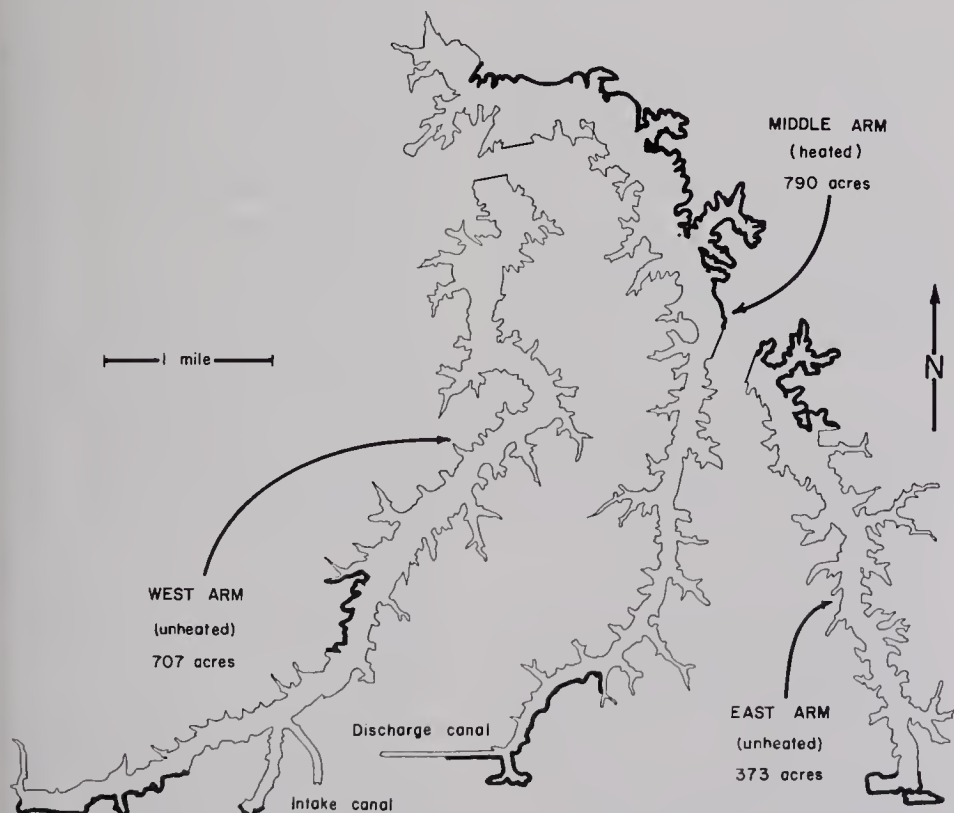 MIDDLE ARM
(heated)
790 acres
1 mile
N
WEST ARM
(unheated)
707 acres
Discharge canal
Intake canal
EAST ARM
(unheated)
373 acres